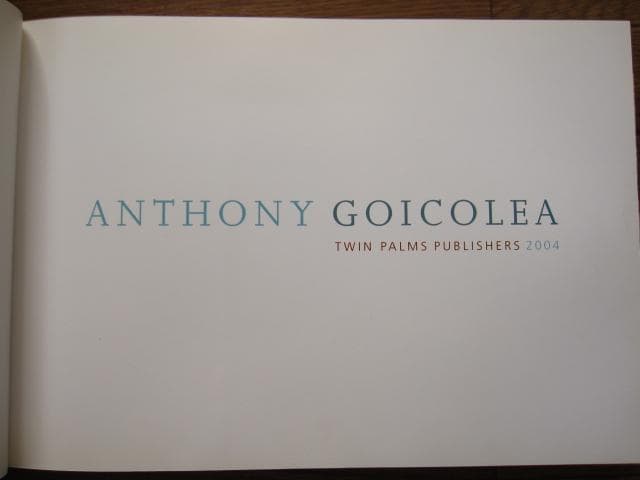 ANTHONY GOICOLEA
TWIN PALMS PUBLISHERS 2004